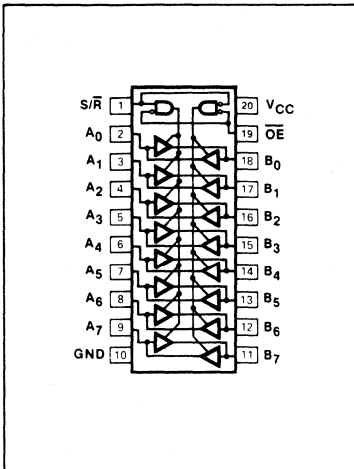 S/R̅ 1 20 VCC
A0 2 19 O̅E̅
A1 3 18 B0
A2 4 17 B1
A3 5 16 B2
A4 6 15 B3
A5 7 14 B4
A6 8 13 B5
A7 9 12 B6
GND 10 11 B7